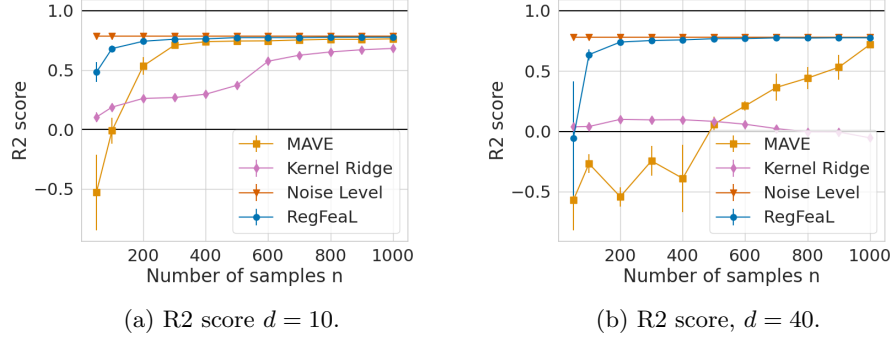 1.0
0.5
0.0
−0.5
R2 score
MAVE
Kernel Ridge
Noise Level
RegFeaL
200 400 600 800 1000
Number of samples n
(a) R2 score d = 10.
1.0
0.5
0.0
−0.5
R2 score
MAVE
Kernel Ridge
Noise Level
RegFeaL
200 400 600 800 1000
Number of samples n
(b) R2 score, d = 40.